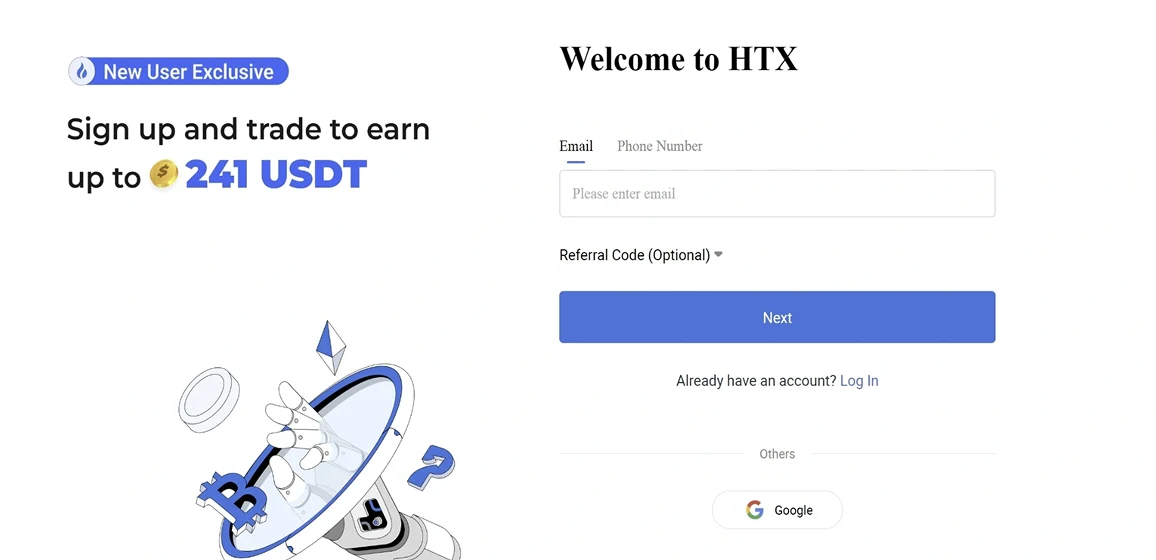 New User Exclusive
Sign up and trade to earn
up to 241 USDT
Welcome to HTX
Email Phone Number
Please enter email
Referral Code (Optional)
Next
Already have an account? Log In
Others
Google